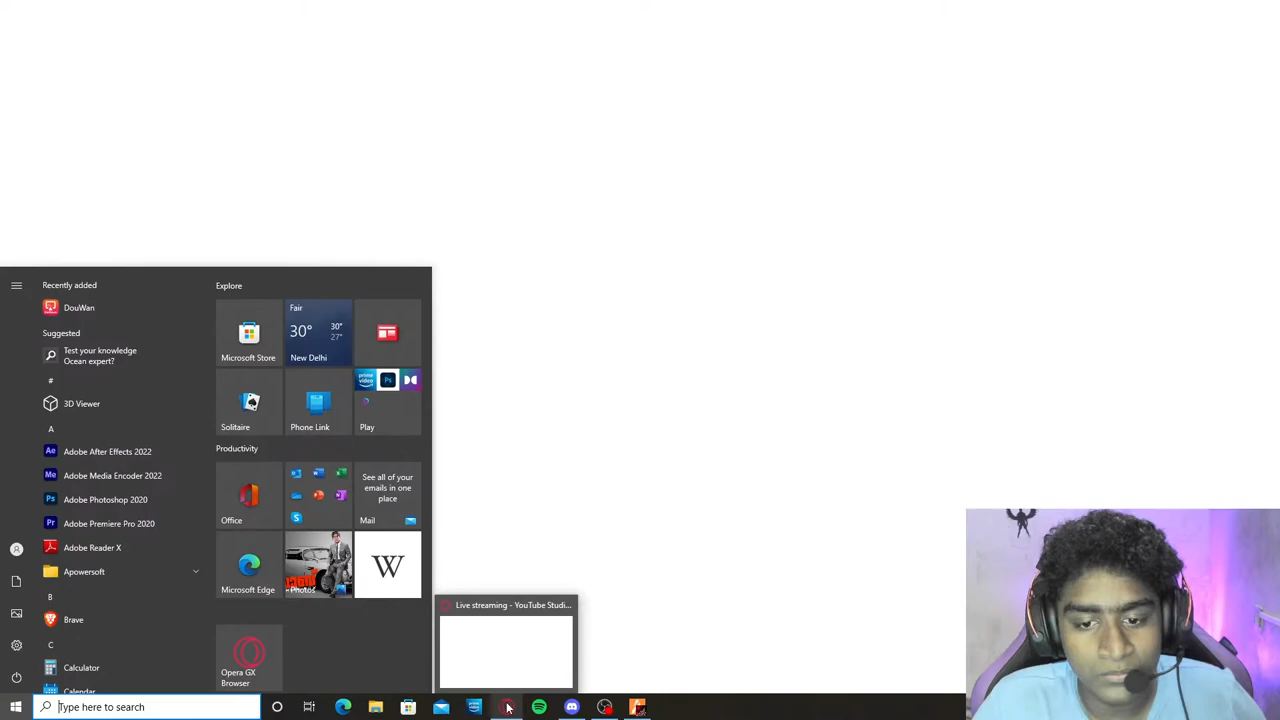 Recently added
DouWan
Suggested
Test your knowledge
Ocean expert?
#
3D Viewer
A
Adobe After Effects 2022
Adobe Media Encoder 2022
Adobe Photoshop 2020
Adobe Premiere Pro 2020
Adobe Reader X
Apowersoft
B
Brave
C
Calculator
Calendar
Explore
Microsoft Store
Fair
30° 30°
27°
New Delhi
Solitaire
Phone Link
prime video
Ps
Play
Productivity
Office
See all of your
emails in one
place
Mail
Microsoft Edge
Photos
W
Opera GX
Browser
Live streaming - YouTube Studi...
Type here to search